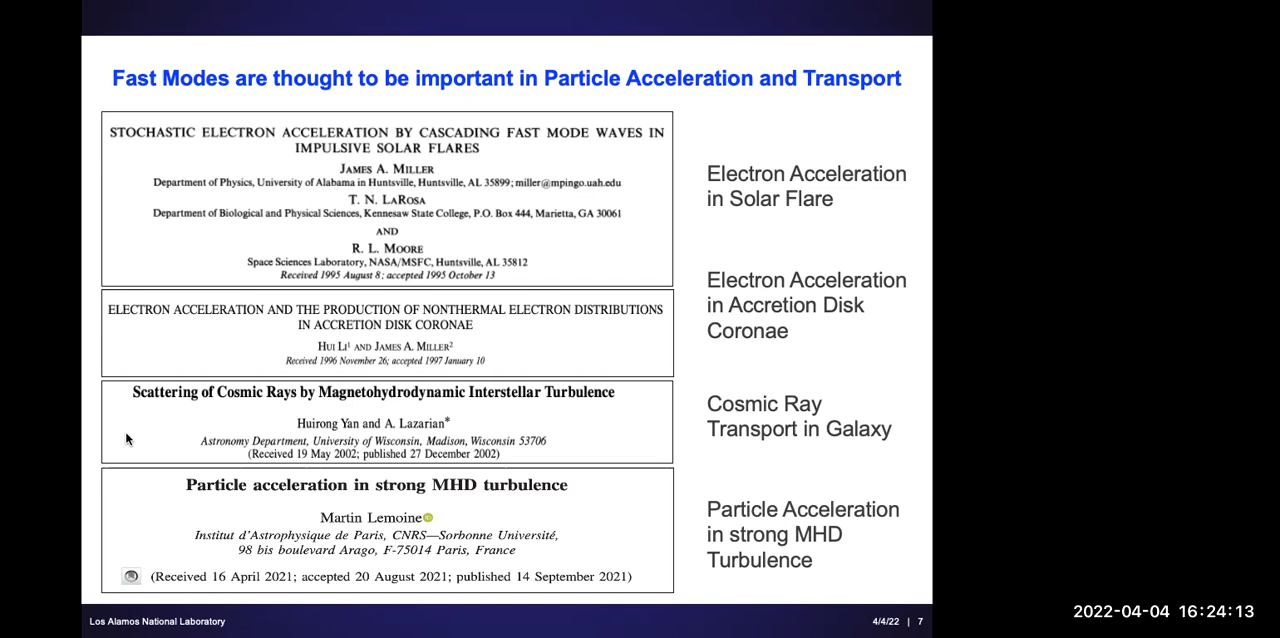 Fast Modes are thought to be important in Particle Acceleration and Transport
STOCHASTIC ELECTRON ACCELERATION BY CASCADING FAST MODE WAVES IN
IMPULSIVE SOLAR FLARES
JAMES A. MILLER
Department of Physics, University of Alabama in Huntsville, Huntsville, AL 35899; miller@mpingo.uah.edu
T. N. LAROSA
Department of Biological and Physical Sciences, Kennesaw State College, P.O. Box 444, Marietta, GA 30061
AND
R. L. MOORE
Space Sciences Laboratory, NASA/MSFC, Huntsville, AL 35812
Received 1995 August 8; accepted 1995 October 13
Electron Acceleration
in Solar Flare
ELECTRON ACCELERATION AND THE PRODUCTION OF NONTHERMAL ELECTRON DISTRIBUTIONS
IN ACCRETION DISK CORONAE
HUI LI¹ AND JAMES A. MILLER²
Received 1996 November 26; accepted 1997 January 10
Electron Acceleration
in Accretion Disk
Coronae
Scattering of Cosmic Rays by Magnetohydrodynamic Interstellar Turbulence
Huirong Yan and A. Lazarian*
Astronomy Department, University of Wisconsin, Madison, Wisconsin 53706
(Received 19 May 2002; published 27 December 2002)
Cosmic Ray
Transport in Galaxy
Particle acceleration in strong MHD turbulence
Martin Lemoine
Institut d'Astrophysique de Paris, CNRS—Sorbonne Université,
98 bis boulevard Arago, F-75014 Paris, France
(Received 16 April 2021; accepted 20 August 2021; published 14 September 2021)
Particle Acceleration
in strong MHD
Turbulence
Los Alamos National Laboratory
4/4/22 | 7
2022-04-04 16:24:13